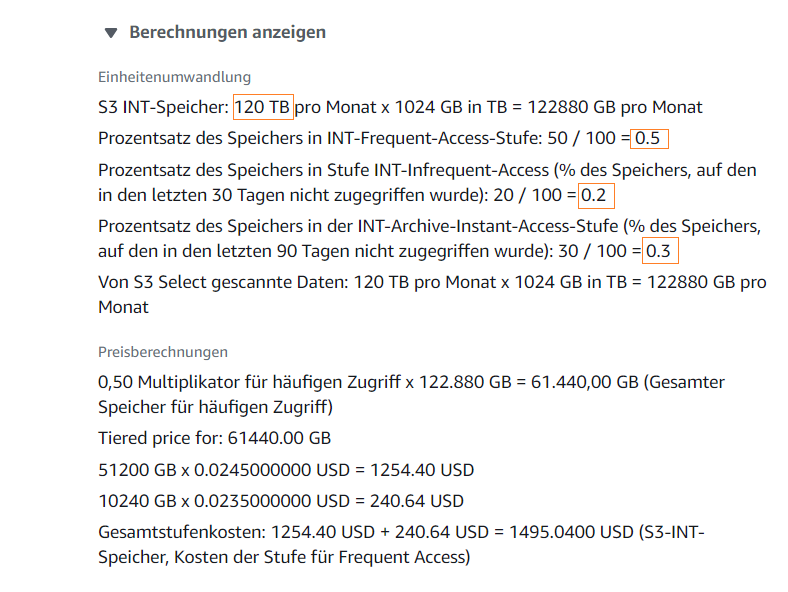 Berechnungen anzeigen
Einheitenumwandlung
S3 INT-Speicher: 120 TB pro Monat x 1024 GB in TB = 122880 GB pro Monat
Prozentsatz des Speichers in INT-Frequent-Access-Stufe: 50 / 100 = 0.5
Prozentsatz des Speichers in Stufe INT-Infrequent-Access (% des Speichers, auf den
in den letzten 30 Tagen nicht zugegriffen wurde): 20 / 100 = 0.2
Prozentsatz des Speichers in der INT-Archive-Instant-Access-Stufe (% des Speichers,
auf den in den letzten 90 Tagen nicht zugegriffen wurde): 30 / 100 = 0.3
Von S3 Select gescannte Daten: 120 TB pro Monat x 1024 GB in TB = 122880 GB pro
Monat
Preisberechnungen
0,50 Multiplikator für häufigen Zugriff x 122.880 GB = 61.440,00 GB (Gesamter
Speicher für häufigen Zugriff)
Tiered price for: 61440.00 GB
51200 GB x 0.0245000000 USD = 1254.40 USD
10240 GB x 0.0235000000 USD = 240.64 USD
Gesamtstufenkosten: 1254.40 USD + 240.64 USD = 1495.0400 USD (S3-INT-
Speicher, Kosten der Stufe für Frequent Access)